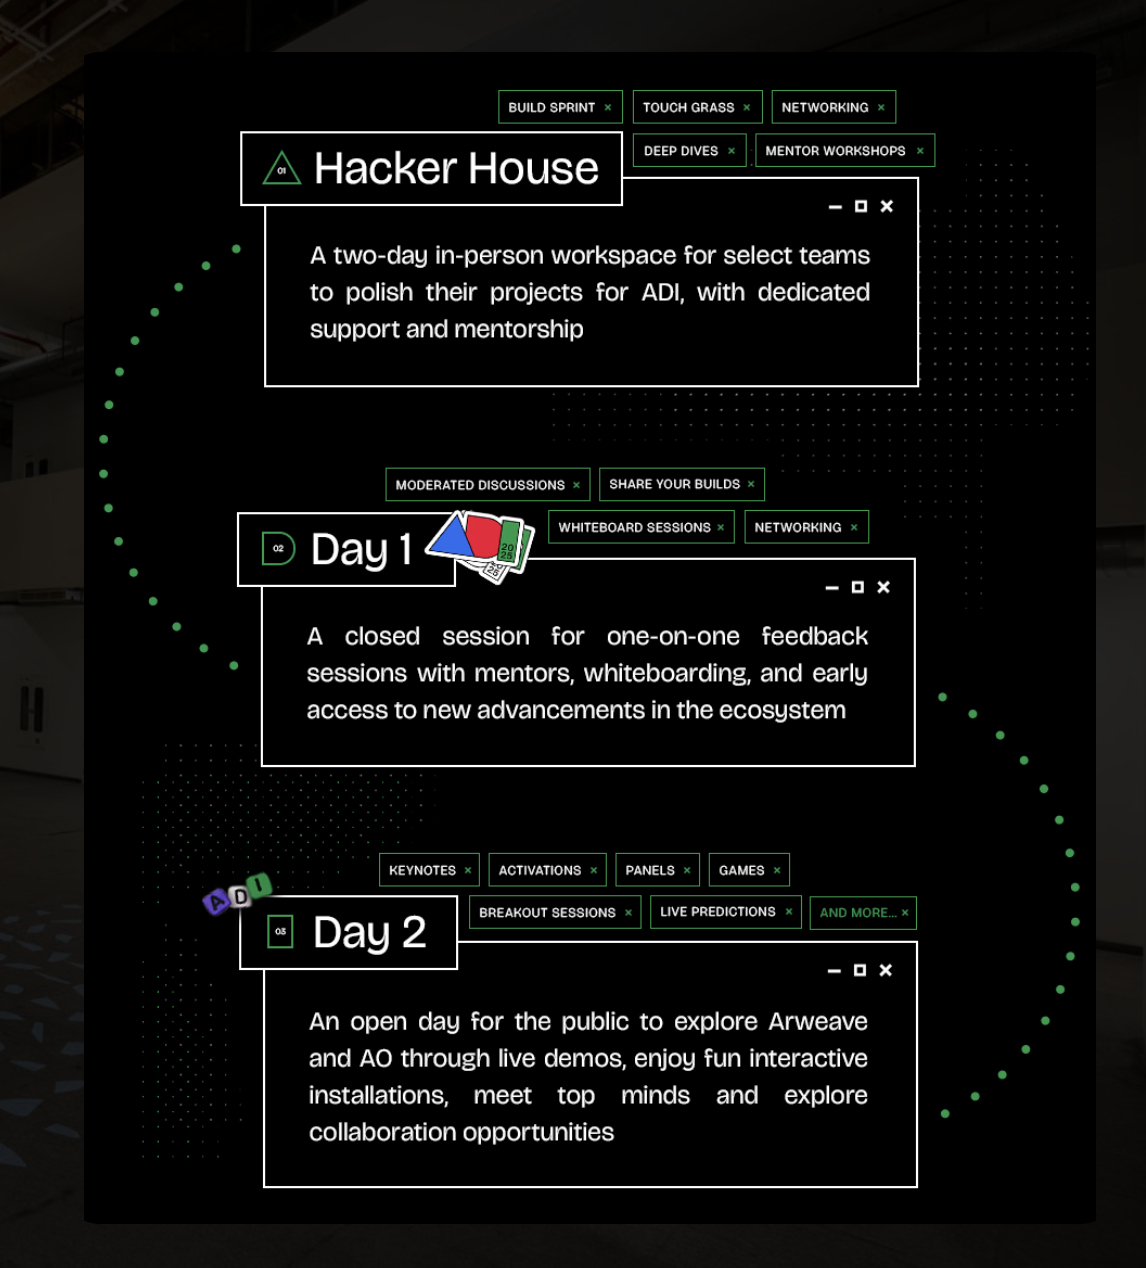 BUILD SPRINT ×
TOUCH GRASS ×
NETWORKING ×
DEEP DIVES ×
MENTOR WORKSHOPS ×
01
Hacker House
A two-day in-person workspace for select teams
to polish their projects for ADI, with dedicated
support and mentorship
MODERATED DISCUSSIONS ×
SHARE YOUR BUILDS ×
WHITEBOARD SESSIONS ×
NETWORKING ×
02
Day 1
20
25
25
A closed session for one-on-one feedback
sessions with mentors, whiteboarding, and early
access to new advancements in the ecosystem
KEYNOTES ×
ACTIVATIONS ×
PANELS ×
GAMES ×
BREAKOUT SESSIONS ×
LIVE PREDICTIONS ×
AND MORE... ×
ADI
03
Day 2
An open day for the public to explore Arweave
and AO through live demos, enjoy fun interactive
installations, meet top minds and explore
collaboration opportunities